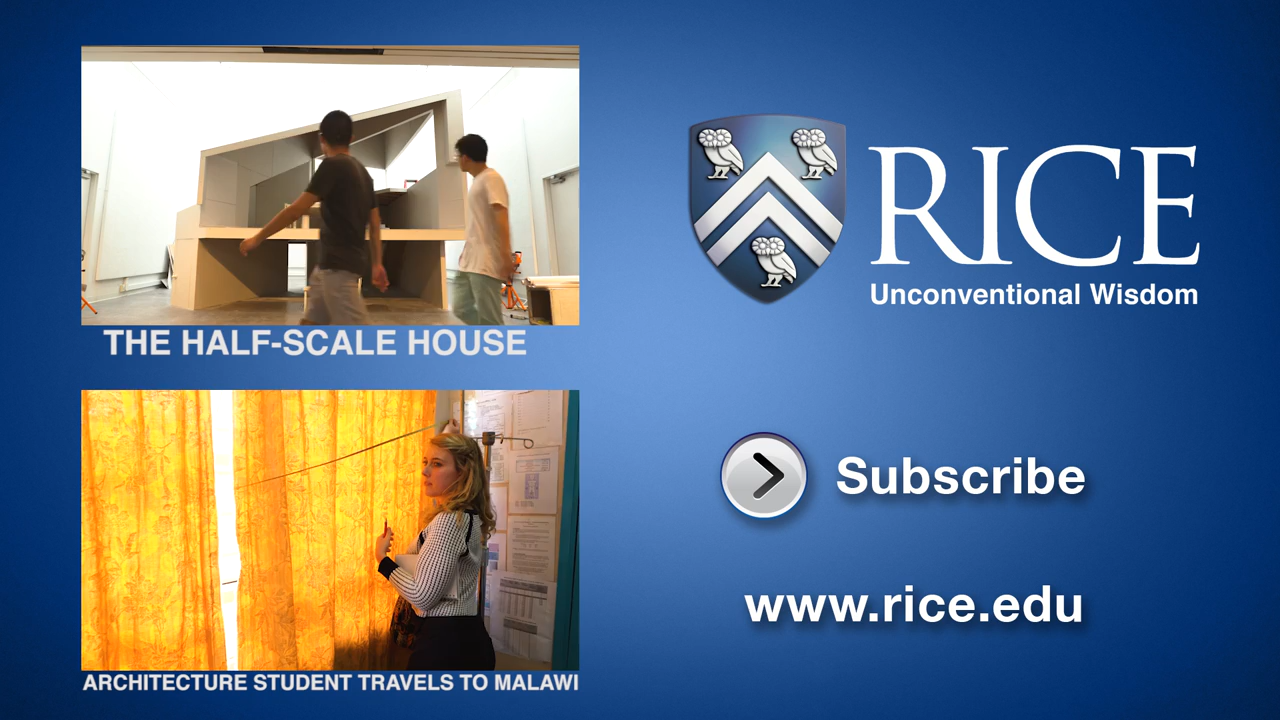 THE HALF-SCALE HOUSE
ARCHITECTURE STUDENT TRAVELS TO MALAWI
RICE
Unconventional Wisdom
Subscribe
www.rice.edu